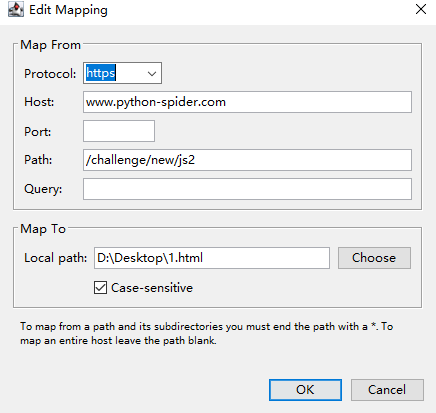 Edit Mapping
Map From
Protocol: https
Host: www.python-spider.com
Port:
Path: /challenge/new/js2
Query:
Map To
Local path: D:\Desktop\1.html Choose
Case-sensitive
To map from a path and its subdirectories you must end the path with a *. To
map an entire host leave the path blank.
OK Cancel